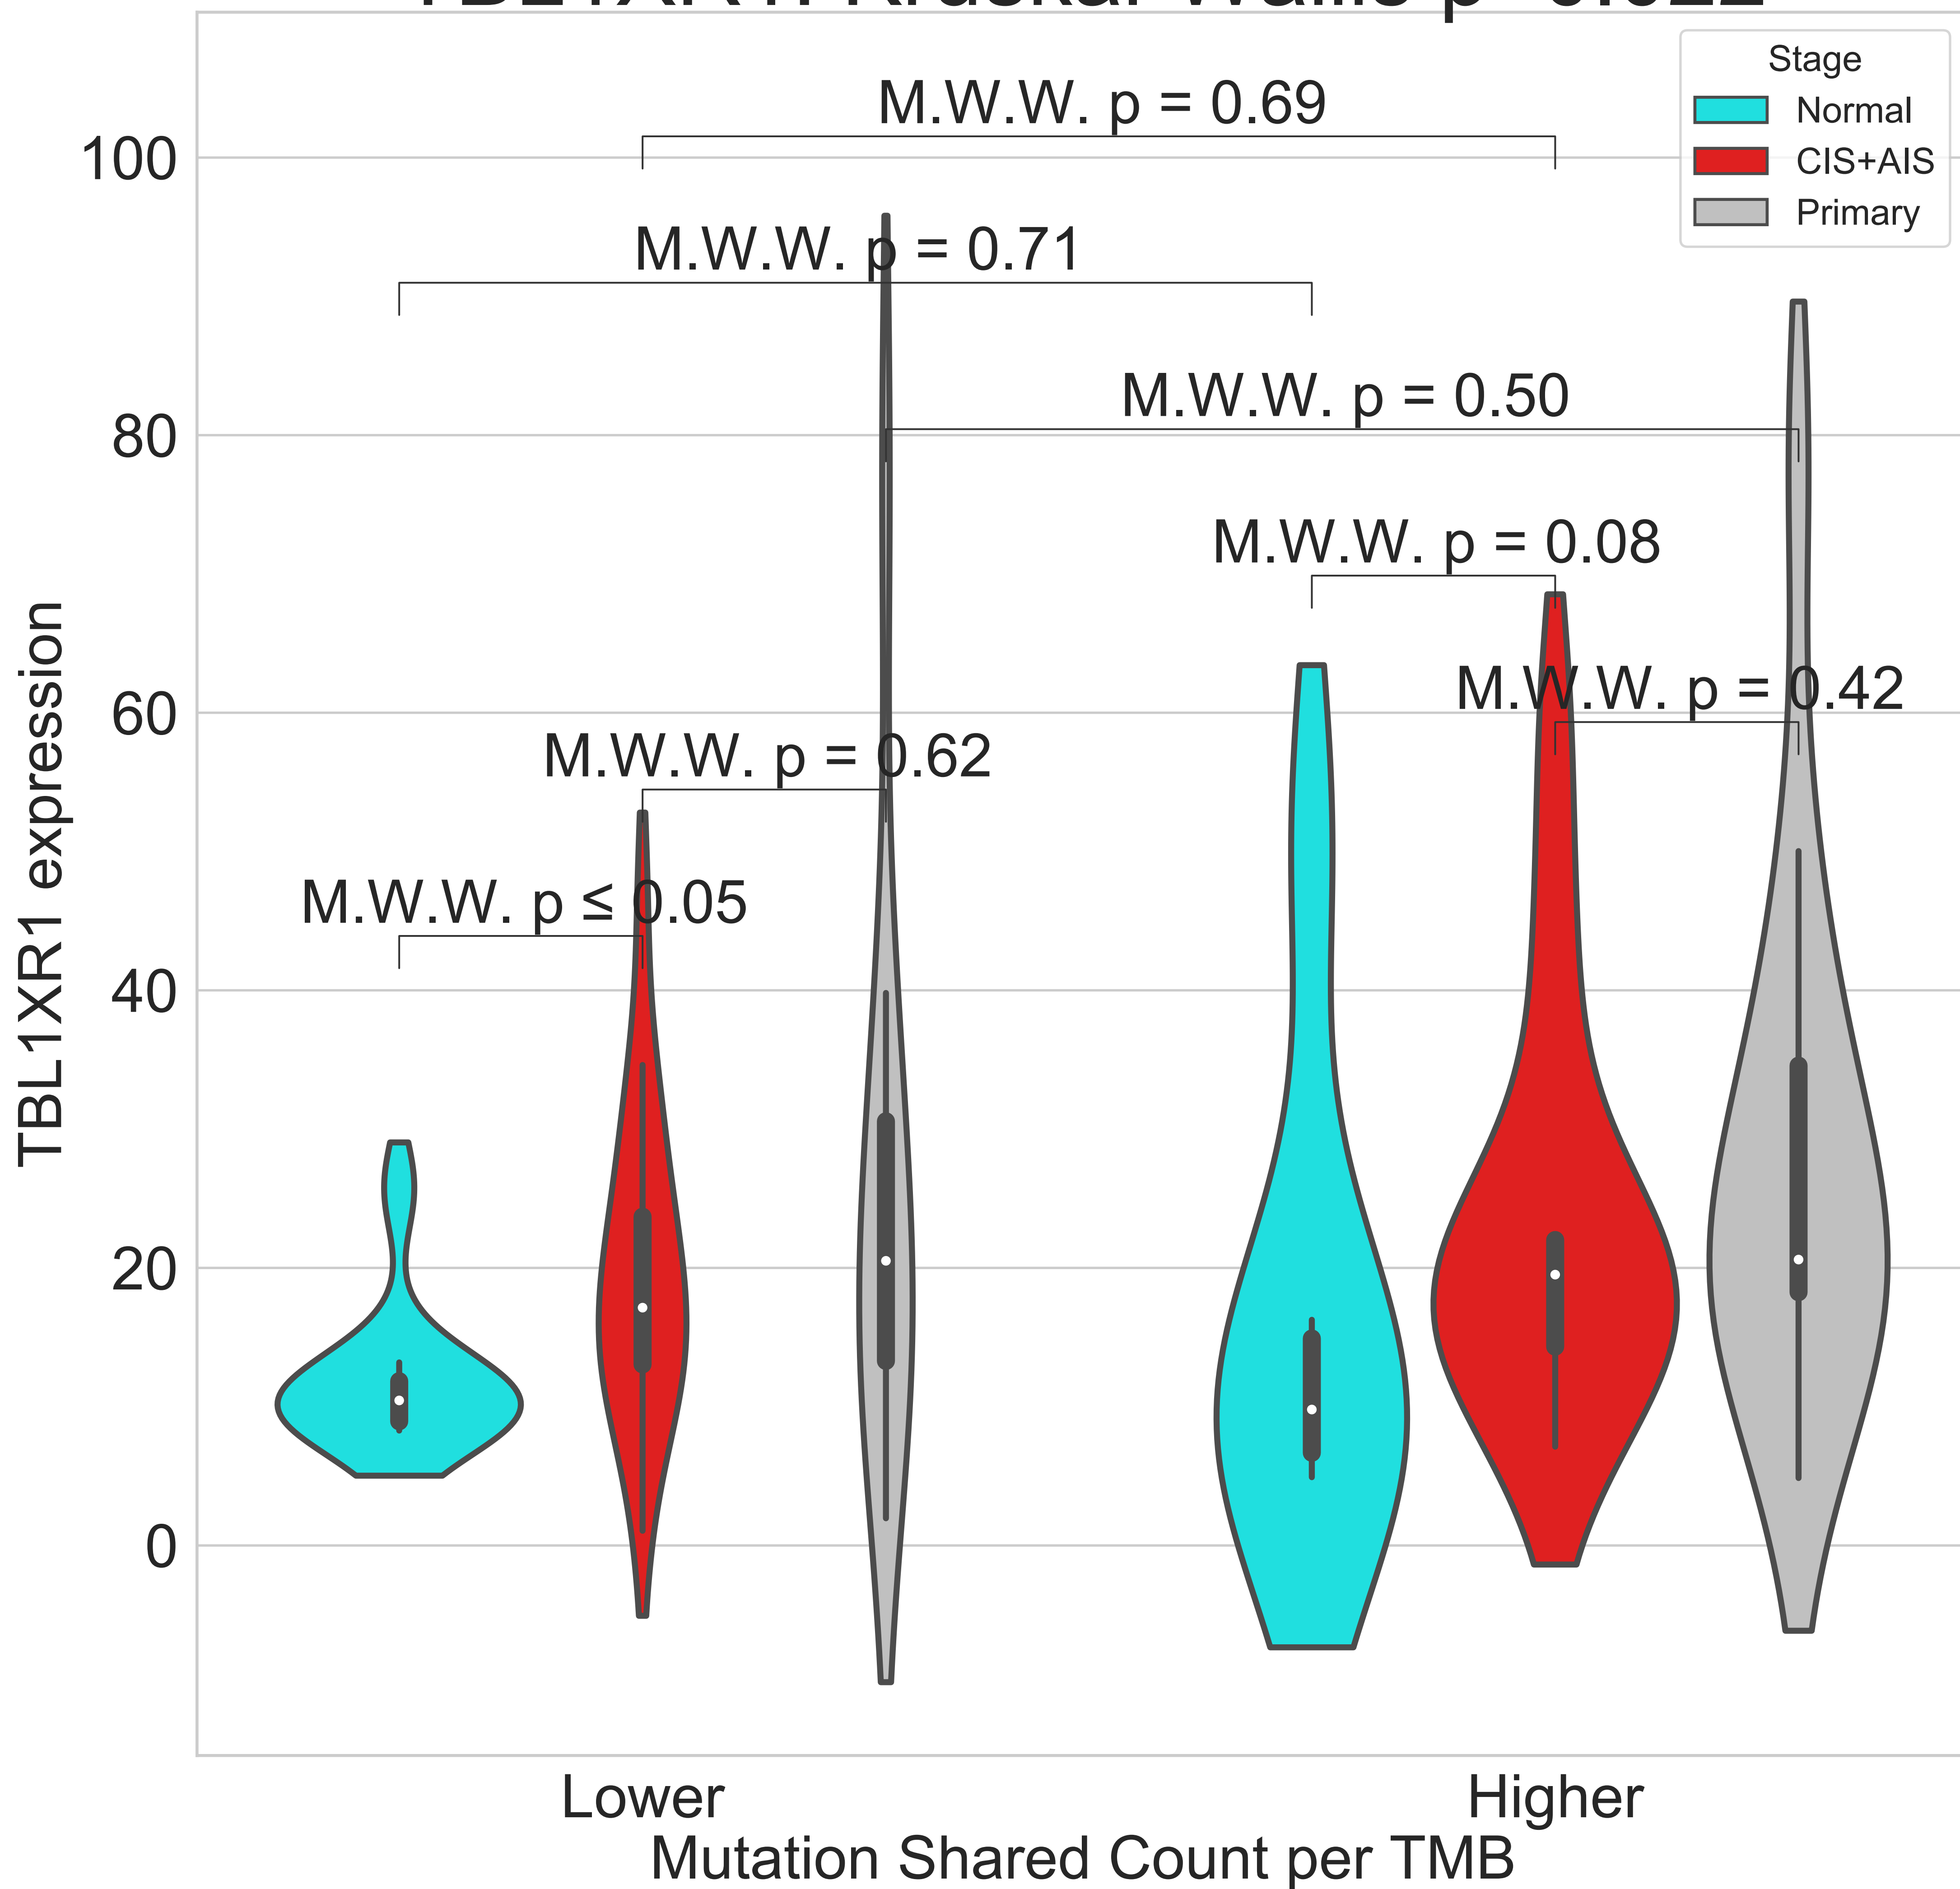 Stage
Normal
CIS+AIS
Primary
M.W.W. p = 0.69
M.W.W. p = 0.71
M.W.W. p = 0.50
M.W.W. p = 0.08
M.W.W. p = 0.42
M.W.W. p = 0.62
M.W.W. p ≤ 0.05
100
80
60
40
20
0
TBL1XR1 expression
Lower
Higher
Mutation Shared Count per TMB